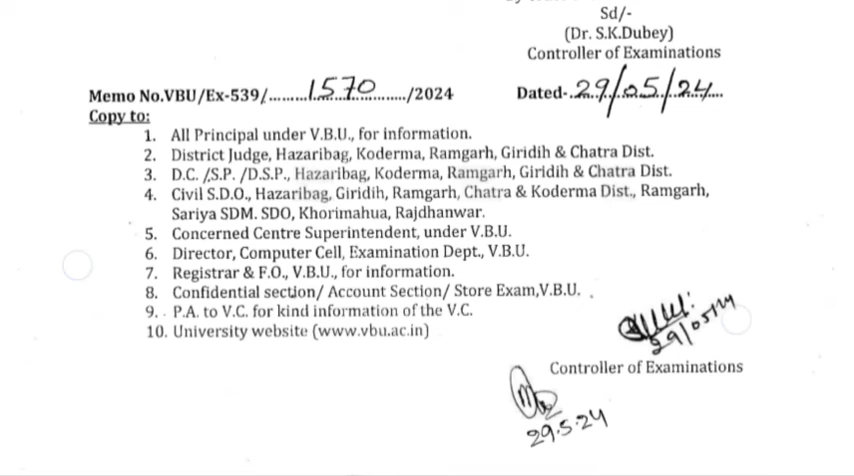 Sd/-
(Dr. S.K.Dubey)
Controller of Examinations
Memo No.VBU/Ex-539/.........1570........../2024 Dated-..29/05/24....
Copy to:
1. All Principal under V.B.U., for information.
2. District Judge, Hazaribag, Koderma, Ramgarh, Giridih & Chatra Dist.
3. D.C. /S.P. /D.S.P., Hazaribag, Koderma, Ramgarh, Giridih & Chatra Dist.
4. Civil S.D.O., Hazaribag, Giridih, Ramgarh, Chatra & Koderma Dist., Ramgarh,
Sariya SDM. SDO, Khorimahua, Rajdhanwar.
5. Concerned Centre Superintendent, under V.B.U.
6. Director, Computer Cell, Examination Dept., V.B.U.
7. Registrar & F.O., V.B.U., for information.
8. Confidential section/ Account Section/ Store Exam,V.B.U.
9. P.A. to V.C. for kind information of the V.C.
10. University website (www.vbu.ac.in)
29/05/24
Controller of Examinations
29.5.24